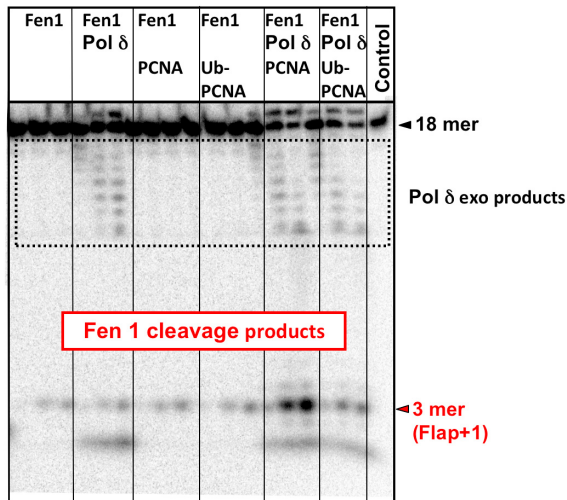 Fen1
Fen1
Pol δ
Fen1
PCNA
Fen1
Ub-
PCNA
Fen1
Pol δ
PCNA
Fen1
Pol δ
Ub-
PCNA
Control
18 mer
Pol δ exo products
Fen 1 cleavage products
3 mer
(Flap+1)